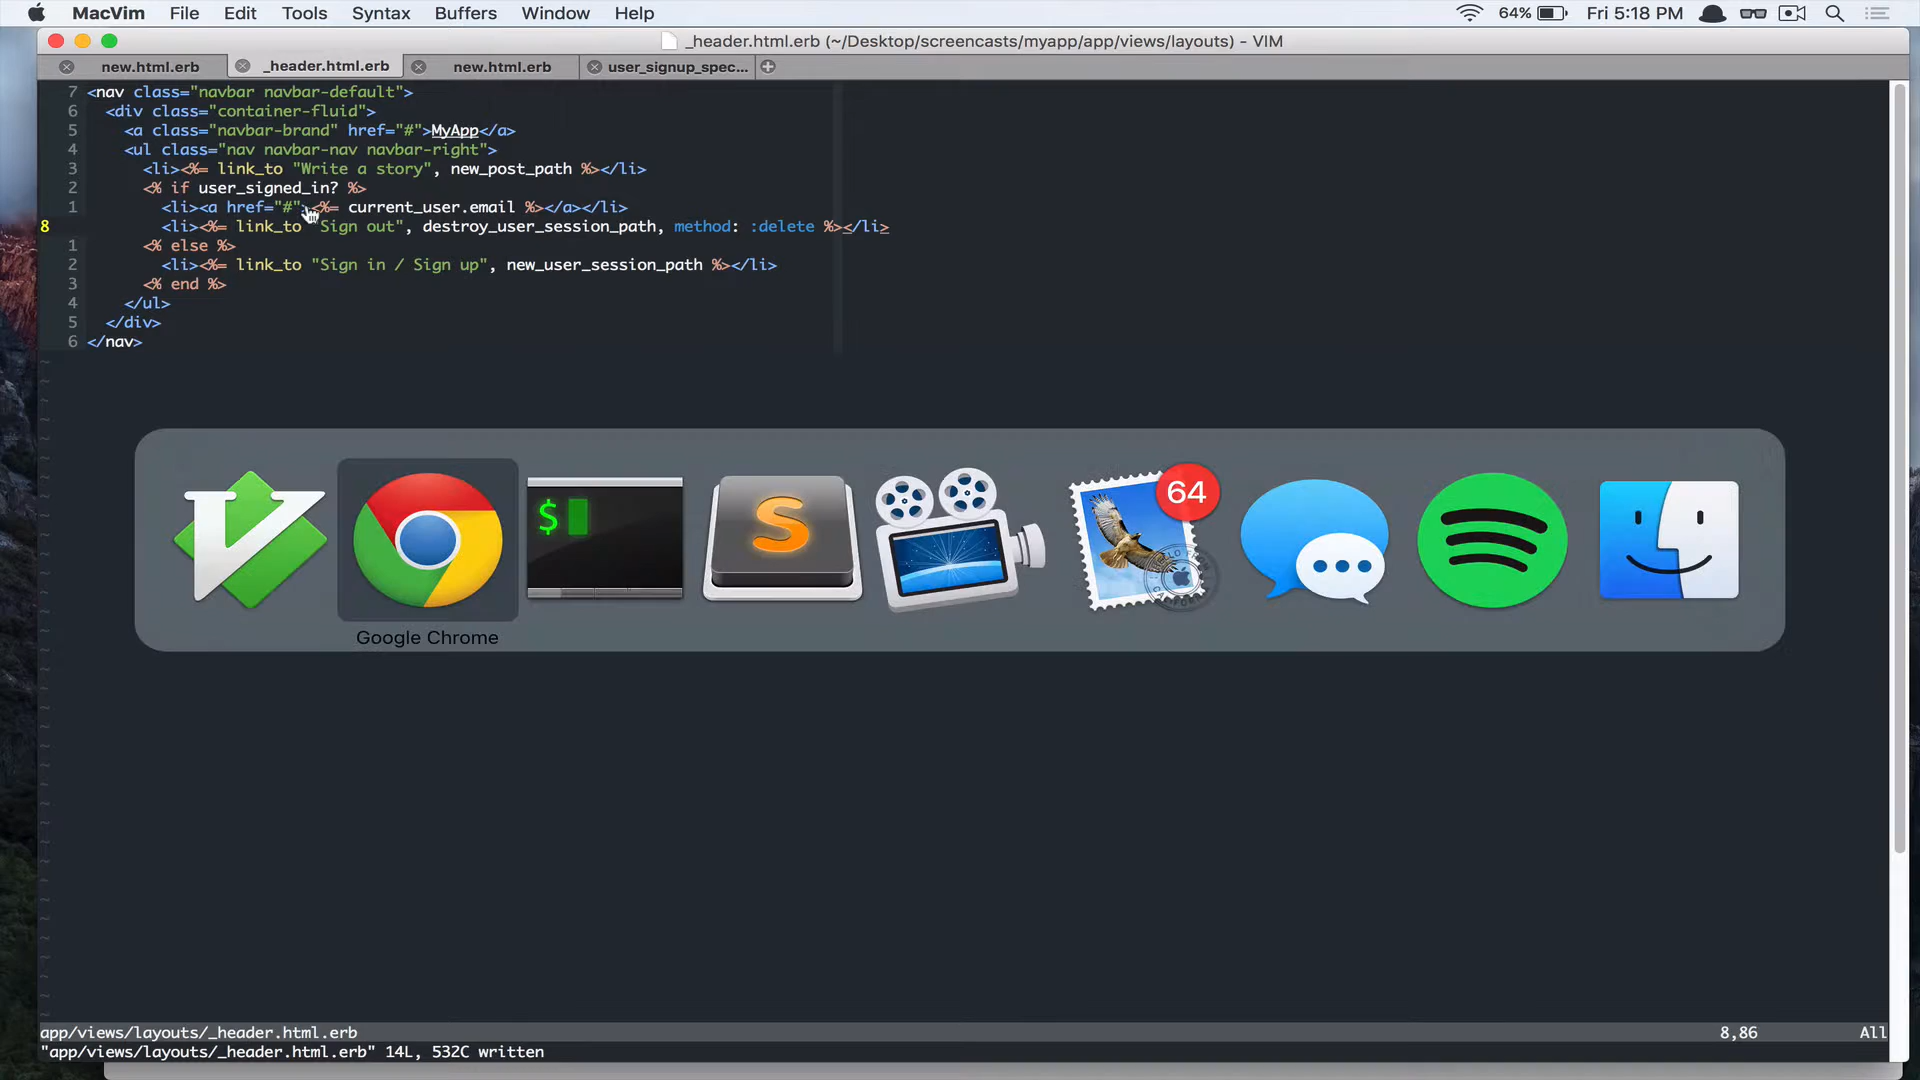 MacVim File Edit Tools Syntax Buffers Window Help 64% Fri 5:18 PM
_header.html.erb (~/Desktop/screencasts/myapp/app/views/layouts) - VIM
new.html.erb _header.html.erb new.html.erb user_signup_spec...
7 <nav class="navbar navbar-default">
6 <div class="container-fluid">
5 <a class="navbar-brand" href="#">MyApp</a>
4 <ul class="nav navbar-nav navbar-right">
3 <li><%= link_to "Write a story", new_post_path %></li>
2 <% if user_signed_in? %>
1 <li><a href="#"><%= current_user.email %></a></li>
8 <li><%= link_to "Sign out", destroy_user_session_path, method: :delete %></li>
1 <% else %>
2 <li><%= link_to "Sign in / Sign up", new_user_session_path %></li>
3 <% end %>
4 </ul>
5 </div>
6 </nav>
$
S
64
Google Chrome
app/views/layouts/_header.html.erb 8,86 All
"app/views/layouts/_header.html.erb" 14L, 532C written